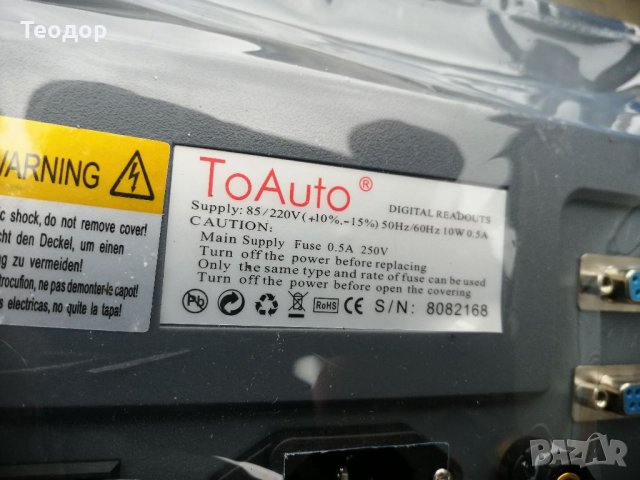 Теодор
WARNING
ic shock, do not remove cover!
cht den Deckel, um einen
g zu vermeiden!
trocution, ne pas demonter le capot!
s electricas, no quite la tapa!
ToAuto®
DIGITAL READOUTS
Supply: 85/220V(+10%,-15%) 50Hz/60Hz 10W 0.5A
CAUTION:
Main Supply Fuse 0.5A 250V
Turn off the power before replacing
Only the same type and rate of fuse can be used
Turn off the power before open the covering
Pb RoHS CE S/N: 8082168
BAZAR